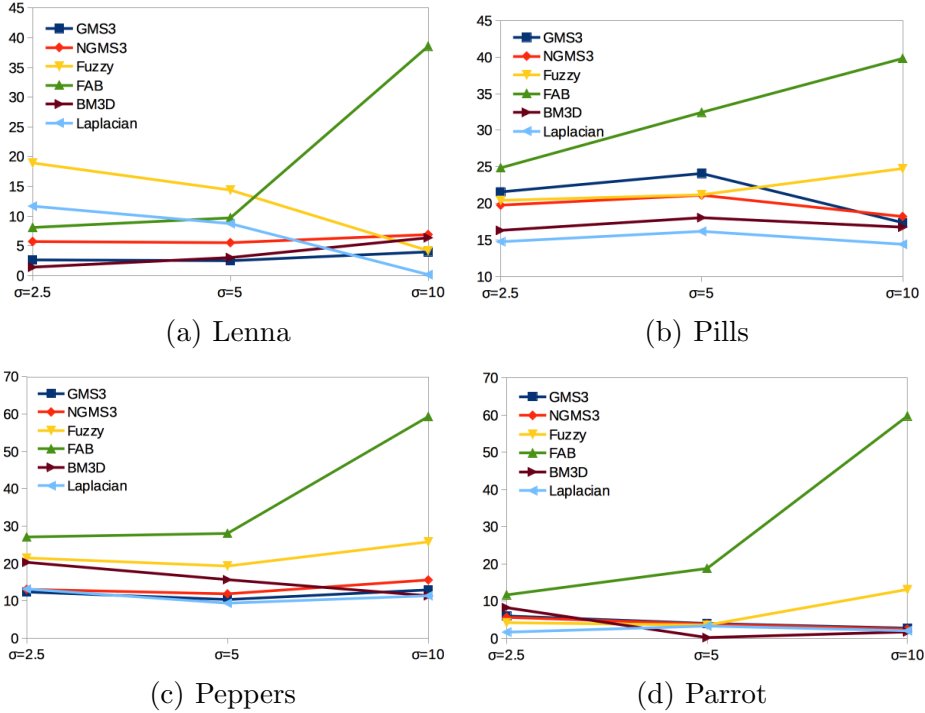 45
40
35
30
25
20
15
10
5
0
GMS3
NGMS3
Fuzzy
FAB
BM3D
Laplacian
σ=2.5 σ=5 σ=10
(a) Lenna
45
40
35
30
25
20
15
10
GMS3
NGMS3
Fuzzy
FAB
BM3D
Laplacian
σ=2.5 σ=5 σ=10
(b) Pills
70
60
50
40
30
20
10
0
GMS3
NGMS3
Fuzzy
FAB
BM3D
Laplacian
σ=2.5 σ=5 σ=10
(c) Peppers
70
60
50
40
30
20
10
0
GMS3
NGMS3
Fuzzy
FAB
BM3D
Laplacian
σ=2.5 σ=5 σ=10
(d) Parrot